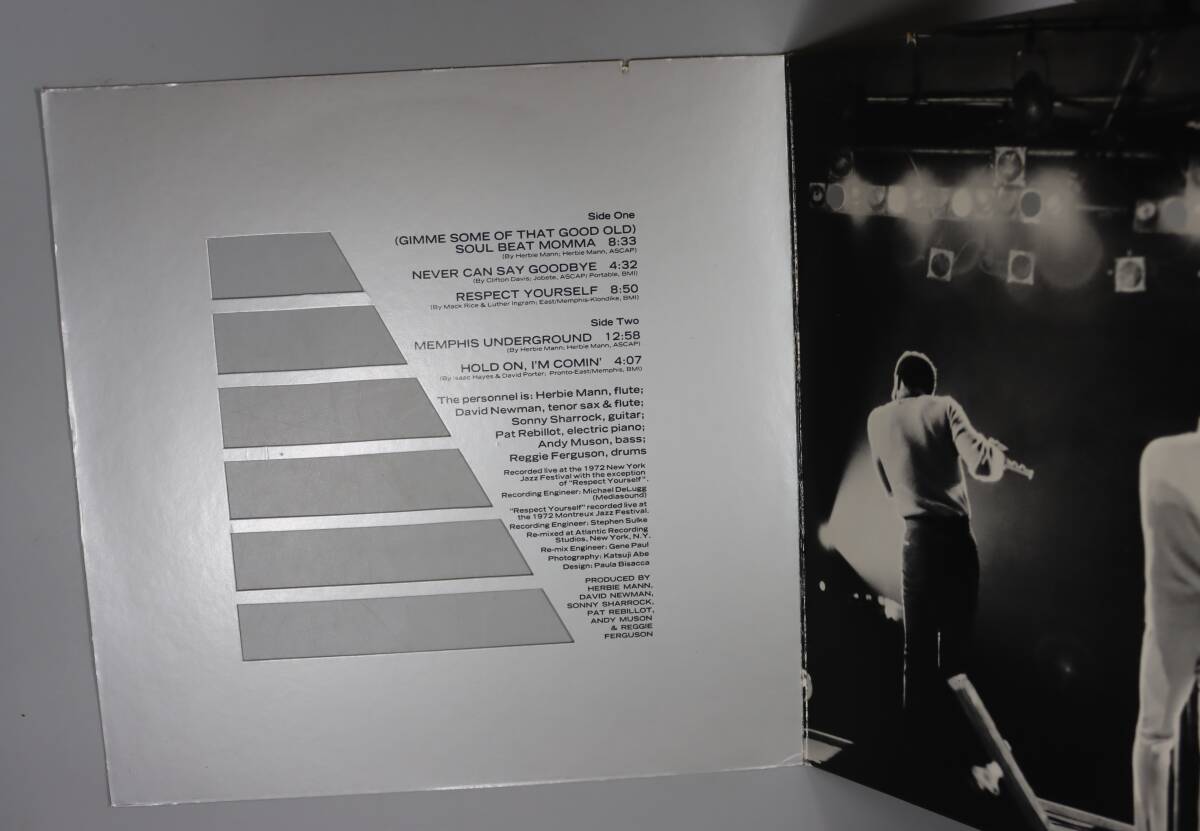 Side One
(GIMME SOME OF THAT GOOD OLD)
SOUL BEAT MOMMA 8:33
(By Herbie Mann; Herbie Mann, ASCAP)
NEVER CAN SAY GOODBYE 4:32
(By Clifton Davis; Jobete, ASCAP; Portable, BMI)
RESPECT YOURSELF 8:50
(By Mack Rice & Luther Ingram; East/Memphis-Klondike, BMI)
Side Two
MEMPHIS UNDERGROUND 12:58
(By Herbie Mann; Herbie Mann, ASCAP)
HOLD ON, I'M COMIN' 4:07
(By Isaac Hayes & David Porter; Pronto-East/Memphis, BMI)
The personnel is: Herbie Mann, flute;
David Newman, tenor sax & flute;
Sonny Sharrock, guitar;
Pat Rebillot, electric piano;
Andy Muson, bass;
Reggie Ferguson, drums
Recorded live at the 1972 New York
Jazz Festival with the exception
of "Respect Yourself".
Recording Engineer: Michael DeLugg
(Mediasound)
"Respect Yourself" recorded live at
the 1972 Montreux Jazz Festival.
Recording Engineer: Stephen Sulke
Re-mixed at Atlantic Recording
Studios, New York, N.Y.
Re-mix Engineer: Gene Paul
Photography: Katsuji Abe
Design: Paula Bisacca
PRODUCED BY
HERBIE MANN,
DAVID NEWMAN,
SONNY SHARROCK,
PAT REBILLOT,
ANDY MUSON
& REGGIE
FERGUSON